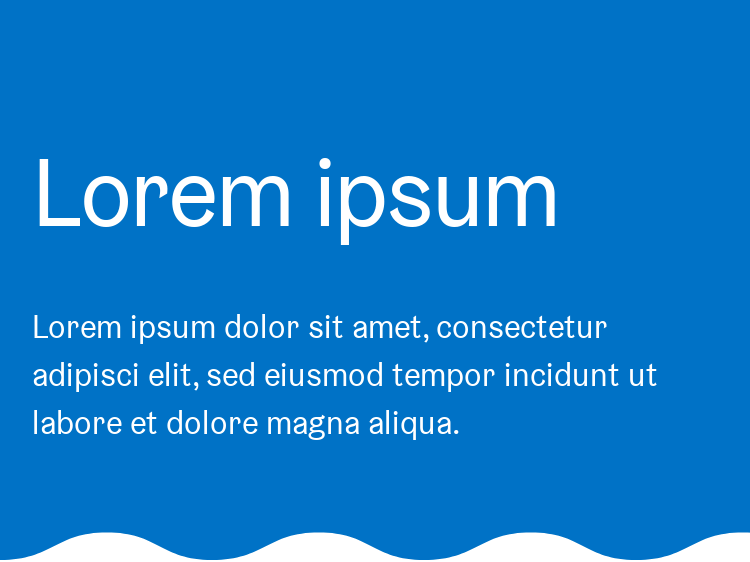 Lorem ipsum
Lorem ipsum dolor sit amet, consectetur
adipisci elit, sed eiusmod tempor incidunt ut
labore et dolore magna aliqua.